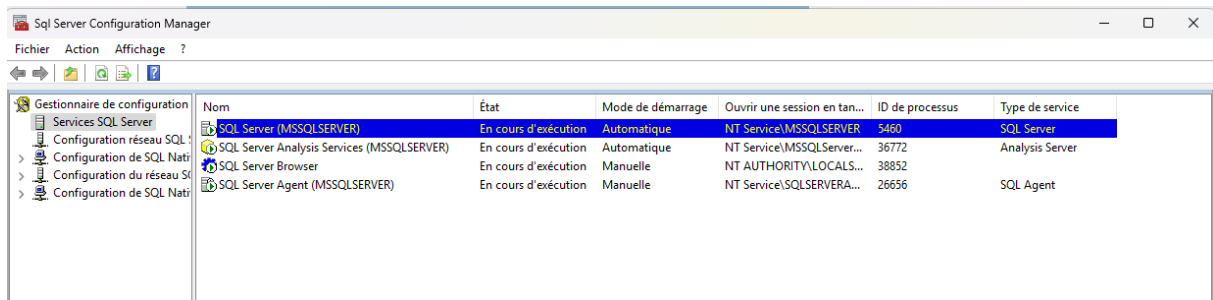 Sql Server Configuration Manager
Fichier Action Affichage ?
Gestionnaire de configuration
Services SQL Server
Configuration réseau SQL
Configuration de SQL Nati
Configuration du réseau S
Configuration de SQL Nati
Nom État Mode de démarrage Ouvrir une session en tan... ID de processus Type de service
SQL Server (MSSQLSERVER) En cours d'exécution Automatique NT Service\MSSQLSERVER 5460 SQL Server
SQL Server Analysis Services (MSSQLSERVER) En cours d'exécution Automatique NT Service\MSSQLServer... 36772 Analysis Server
SQL Server Browser En cours d'exécution Manuelle NT AUTHORITY\LOCALS... 38852
SQL Server Agent (MSSQLSERVER) En cours d'exécution Manuelle NT Service\SQLSERVERA... 26656 SQL Agent